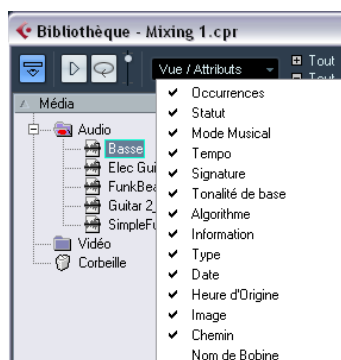 Bibliothèque - Mixing 1.cpr
Vue / Attributs
Tout
Tout
Média
Audio
Basse
Elec Gui
FunkBea
Guitar 2_
SimpleFu
Vidéo
Corbeille
Occurrences
Statut
Mode Musical
Tempo
Signature
Tonalité de base
Algorithme
Information
Type
Date
Heure d'Origine
Image
Chemin
Nom de Bobine